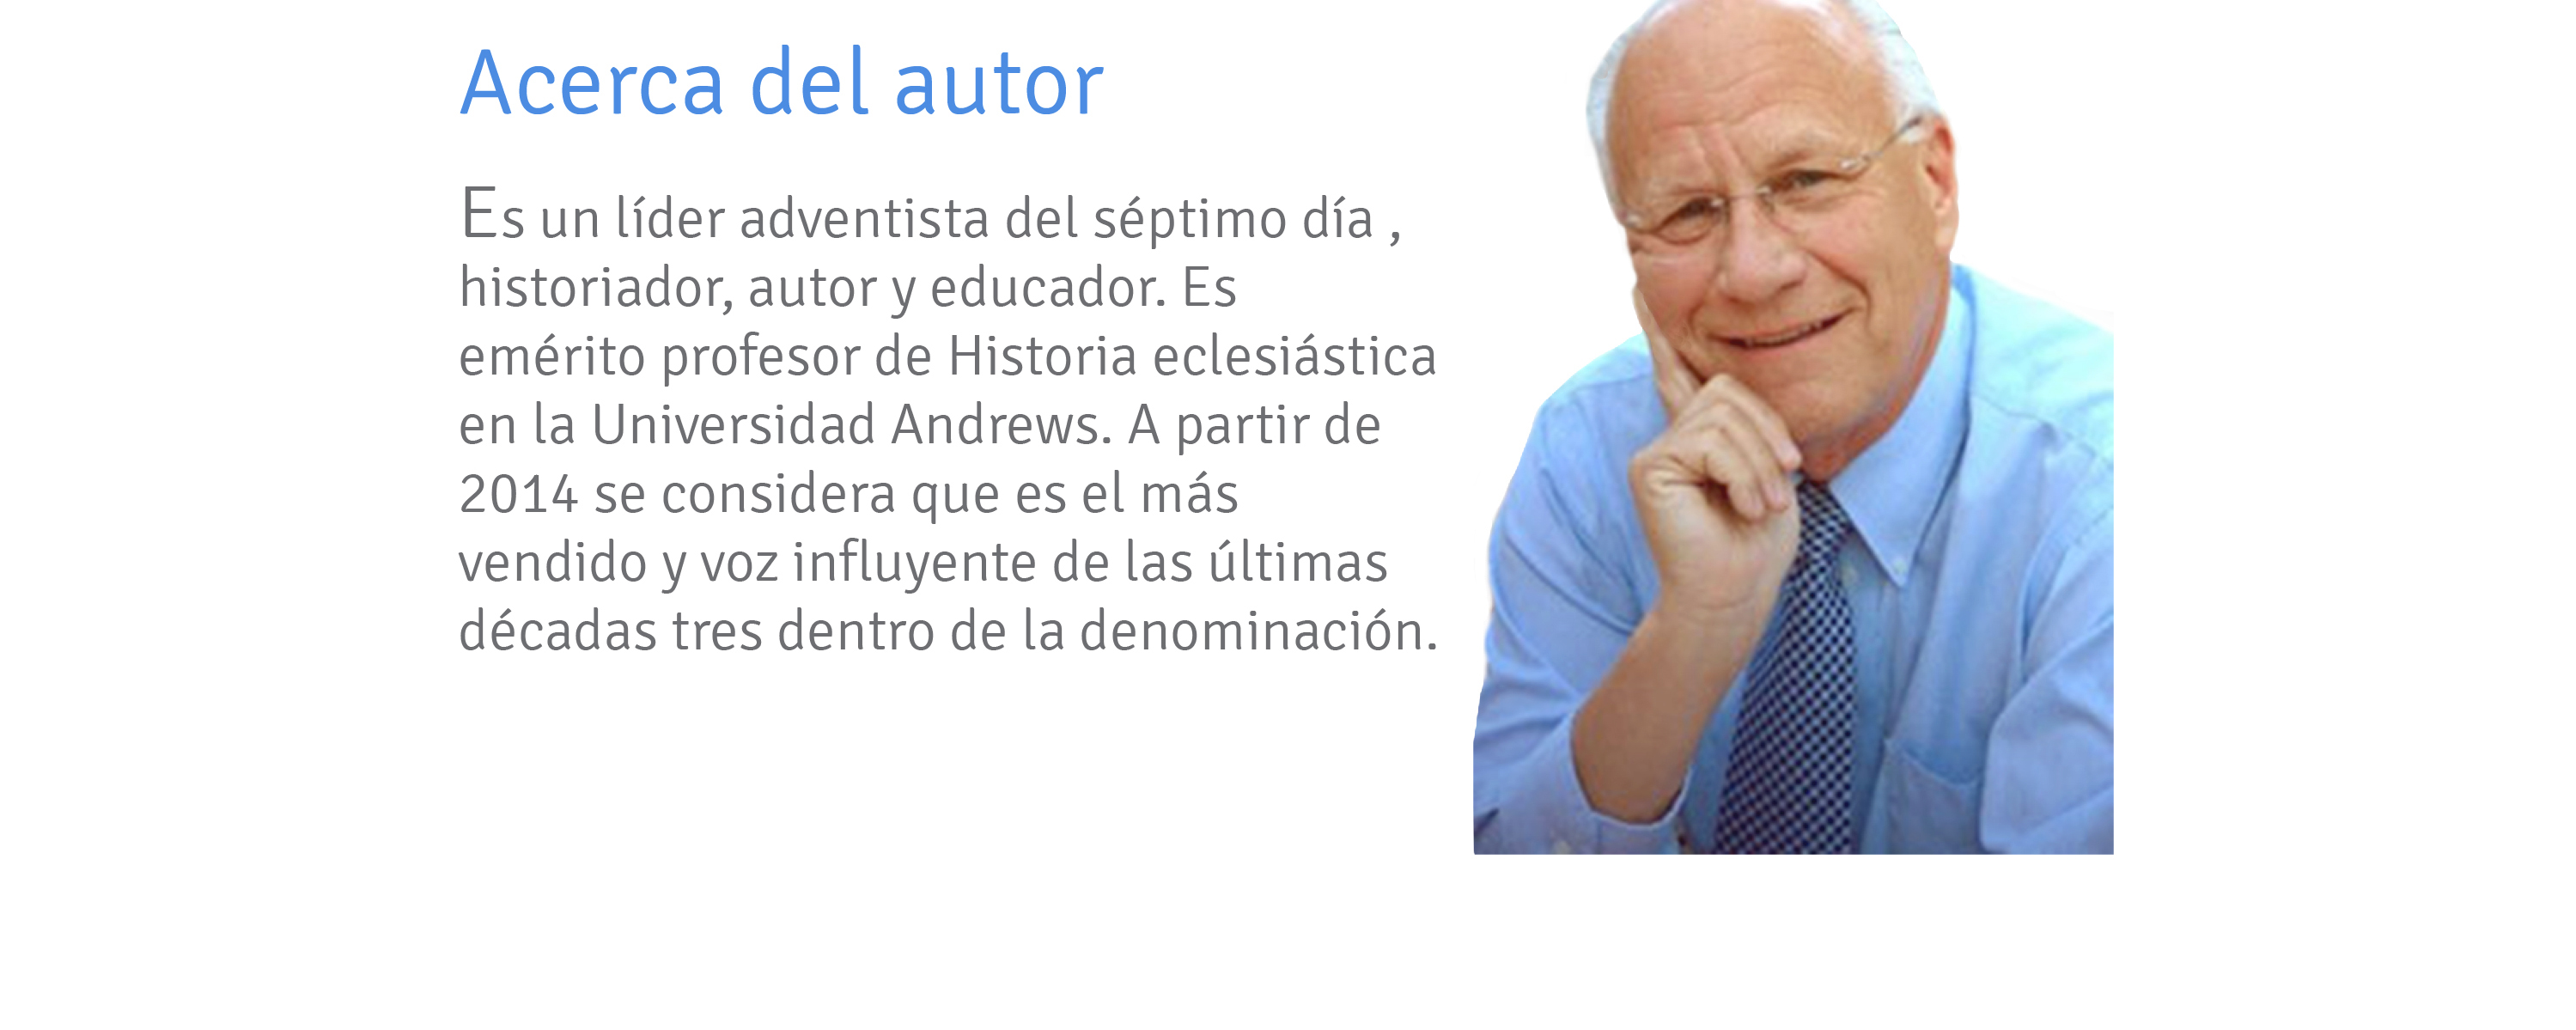 Acerca del autor
Es un líder adventista del séptimo día ,
historiador, autor y educador. Es
emérito profesor de Historia eclesiástica
en la Universidad Andrews. A partir de
2014 se considera que es el más
vendido y voz influyente de las últimas
décadas tres dentro de la denominación.